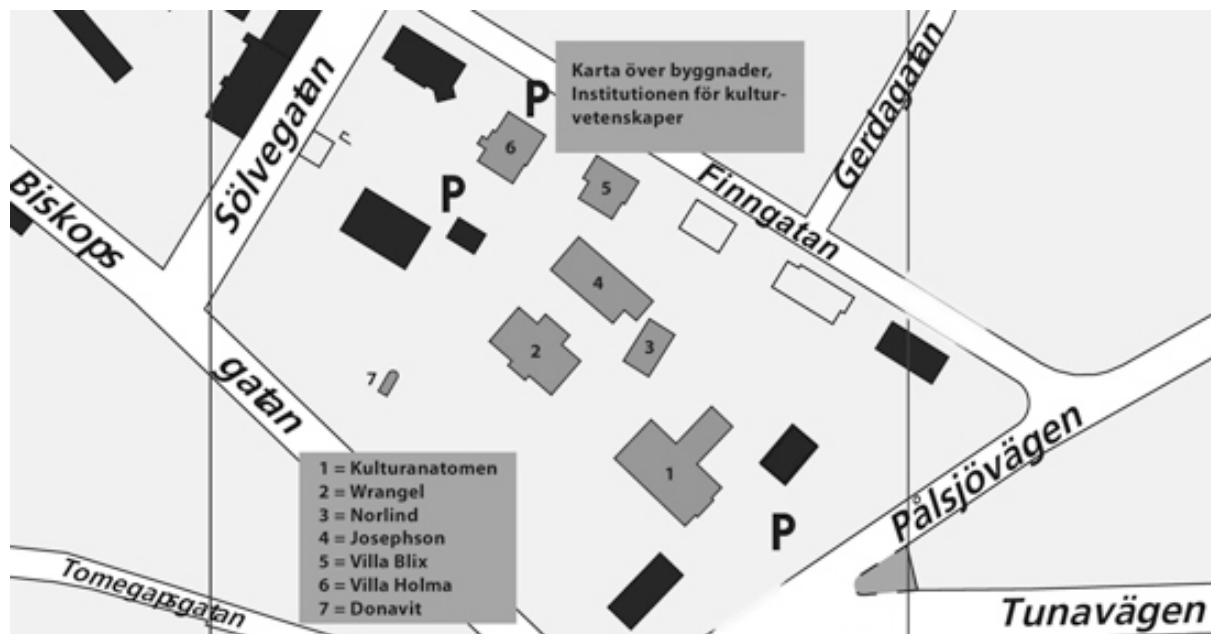 Karta över byggnader,
Institutionen för kultur-
vetenskaper
P
Sölvegatan
Gerdagatan
6
5
P
Finngatan
Biskops
4
3
2
7
gatan
1
P
Pålsjövägen
1 = Kulturanatomen
2 = Wrangel
3 = Norlind
4 = Josephson
5 = Villa Blix
6 = Villa Holma
7 = Donavit
Tomegapsgatan
Tunavägen